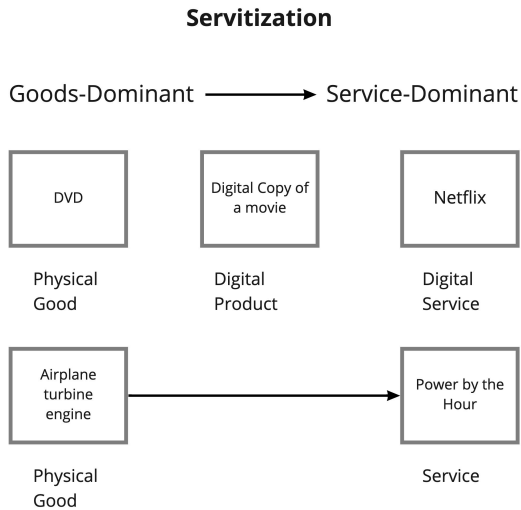 Servitization
Goods-Dominant
Service-Dominant
DVD
Digital Copy of
a movie
Netflix
Physical
Good
Digital
Product
Digital
Service
Airplane
turbine
engine
Power by the
Hour
Physical
Good
Service